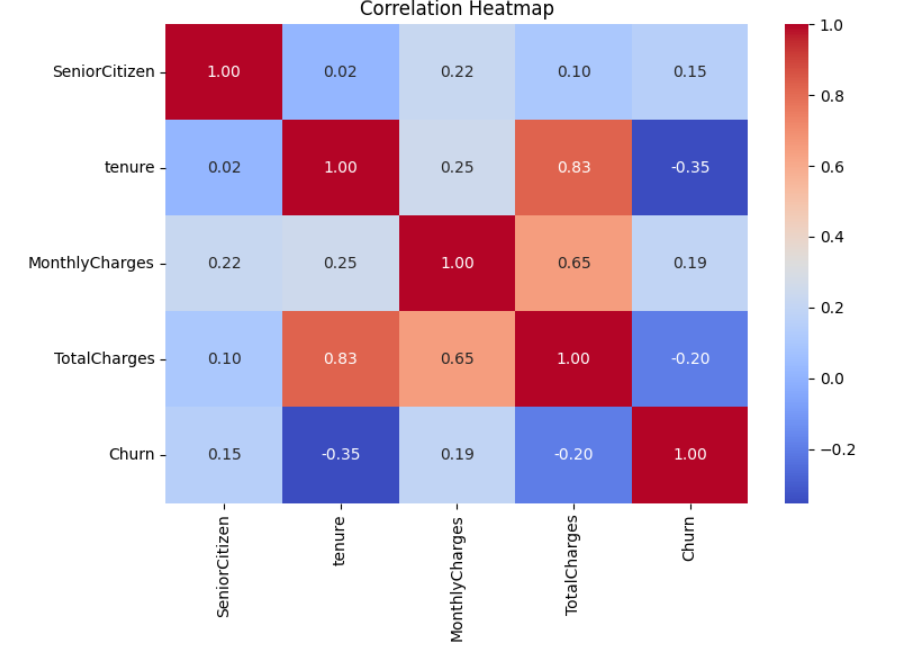 Correlation Heatmap
SeniorCitizen 1.00 0.02 0.22 0.10 0.15
tenure 0.02 1.00 0.25 0.83 -0.35
MonthlyCharges 0.22 0.25 1.00 0.65 0.19
TotalCharges 0.10 0.83 0.65 1.00 -0.20
Churn 0.15 -0.35 0.19 -0.20 1.00
SeniorCitizen
tenure
MonthlyCharges
TotalCharges
Churn
1.0
0.8
0.6
0.4
0.2
0.0
−0.2